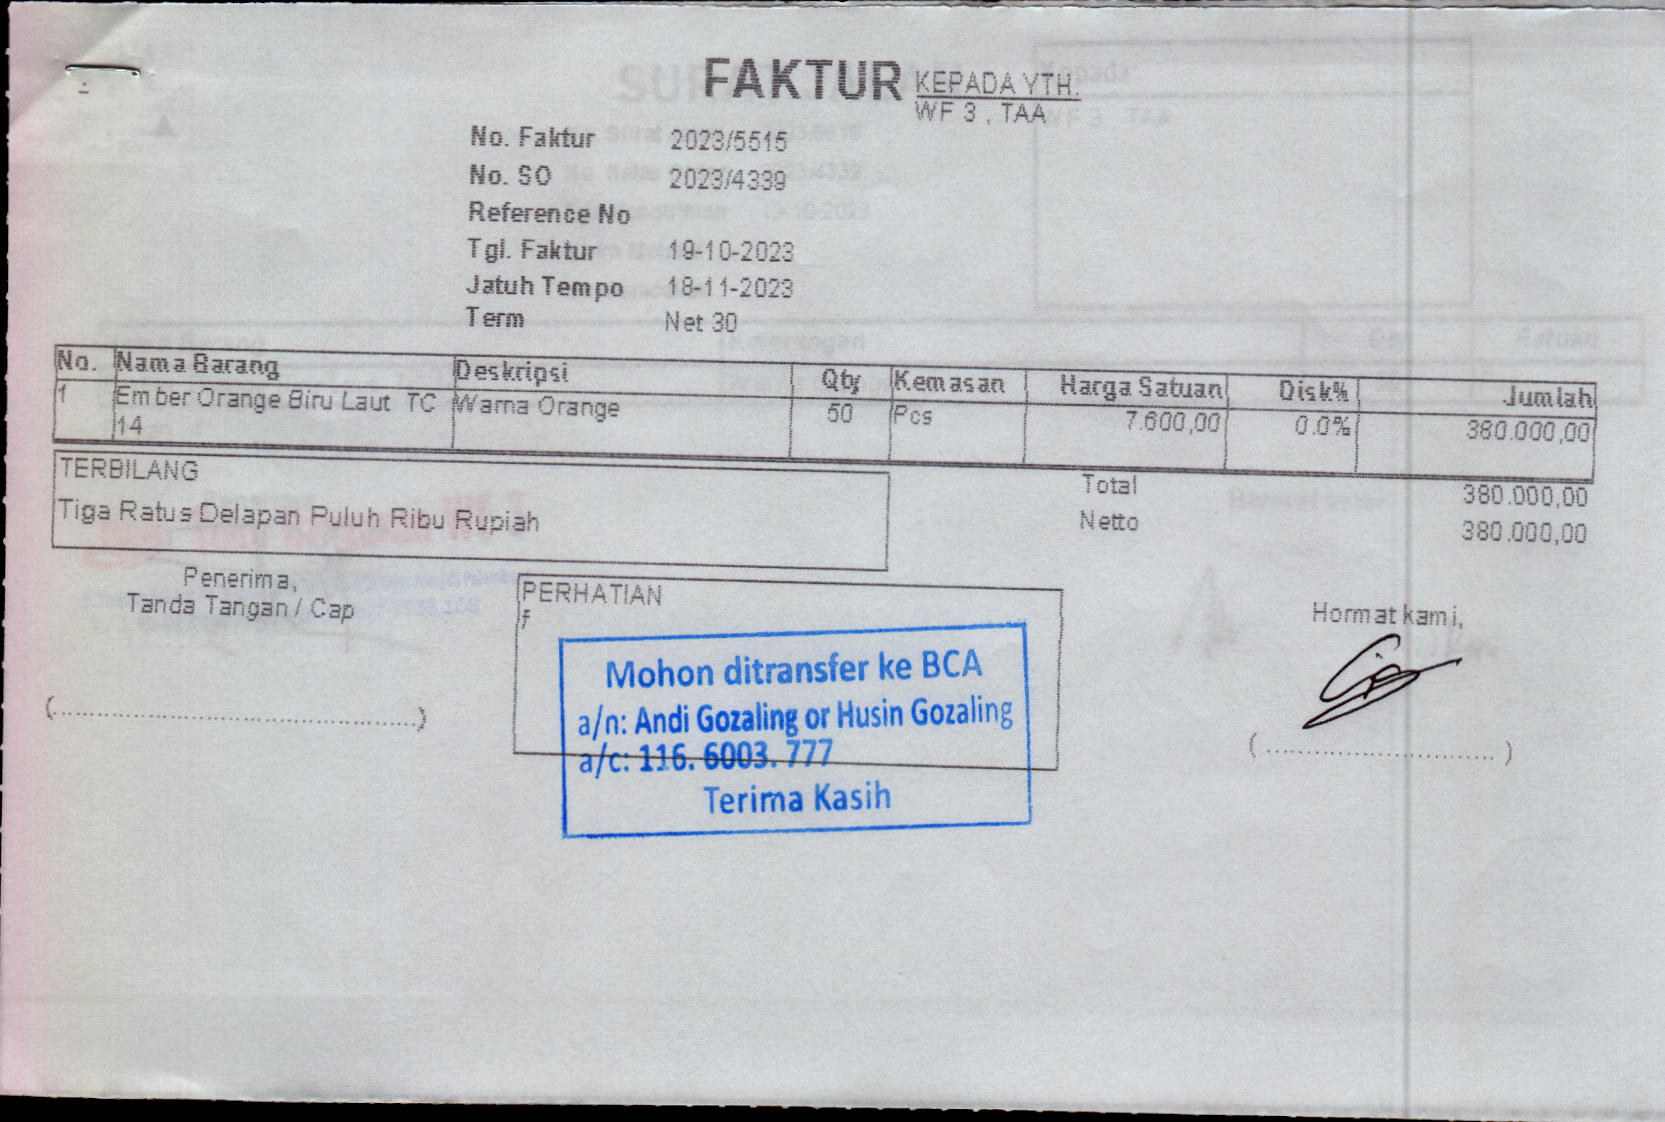 FAKTUR KEPADA YTH.
WF 3 , TAA
No. Faktur 2023/5515
No. SO 2023/4339
Reference No
Tgl. Faktur 19-10-2023
Jatuh Tempo 18-11-2023
Term Net 30
No. Nama Barang Deskripsi Qty Kemasan Harga Satuan Disk% Jumlah
1 Ember Orange Biru Laut TC Warna Orange 50 Pcs 7.600,00 0.0% 380.000,00
14
TERBILANG Total 380.000,00
Tiga Ratus Delapan Puluh Ribu Rupiah Netto 380.000,00
Penerima,
Tanda Tangan / Cap
PERHATIAN
f
Hormat kami,
Mohon ditransfer ke BCA
a/n: Andi Gozaling or Husin Gozaling
a/c: 116. 6003. 777
Terima Kasih
(......................................................)
(..................................)